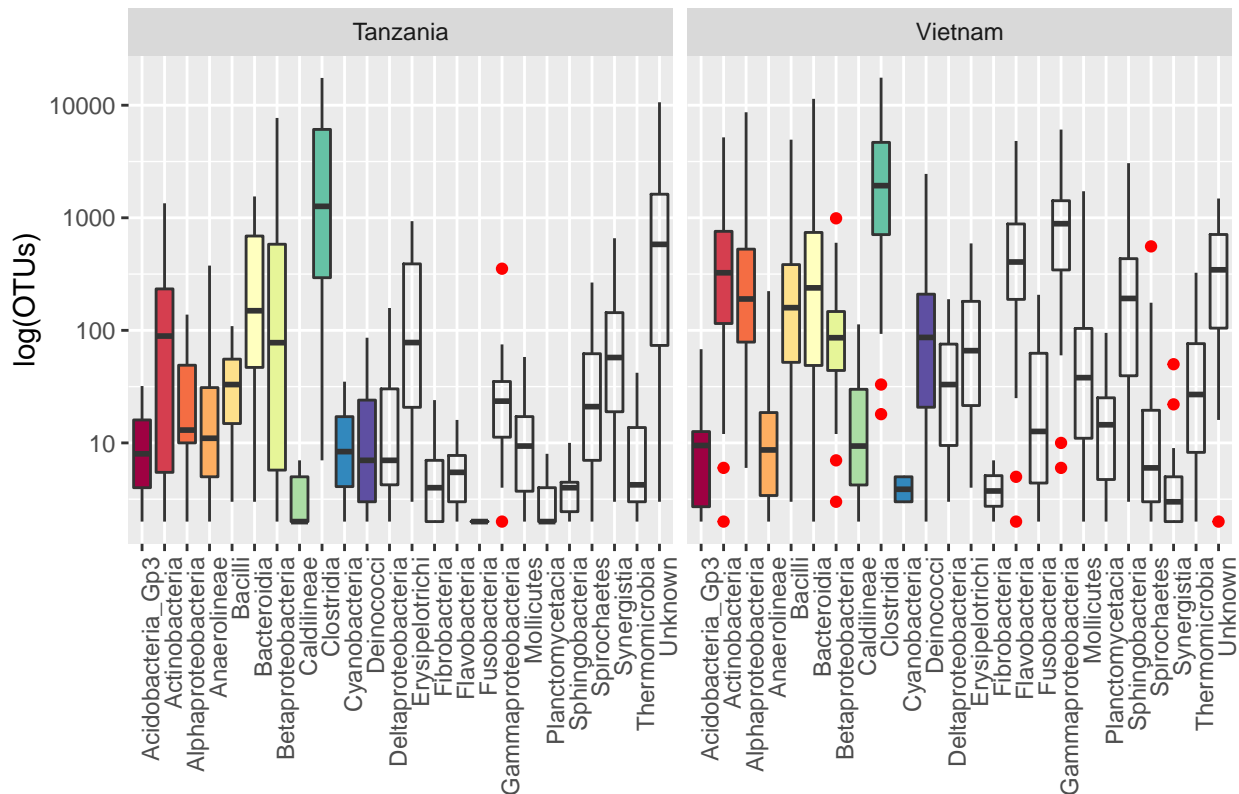 Tanzania
Vietnam
log(OTUs)
10000
1000
100
10
Acidobacteria_Gp3
Actinobacteria
Alphaproteobacteria
Anaerolineae
Bacilli
Bacteroidia
Betaproteobacteria
Caldilineae
Clostridia
Cyanobacteria
Deinococci
Deltaproteobacteria
Erysipelotrichi
Fibrobacteria
Flavobacteria
Fusobacteria
Gammaproteobacteria
Mollicutes
Planctomycetacia
Sphingobacteria
Spirochaetes
Synergistia
Thermomicrobia
Unknown
Acidobacteria_Gp3
Actinobacteria
Alphaproteobacteria
Anaerolineae
Bacilli
Bacteroidia
Betaproteobacteria
Caldilineae
Clostridia
Cyanobacteria
Deinococci
Deltaproteobacteria
Erysipelotrichi
Fibrobacteria
Flavobacteria
Fusobacteria
Gammaproteobacteria
Mollicutes
Planctomycetacia
Sphingobacteria
Spirochaetes
Synergistia
Thermomicrobia
Unknown